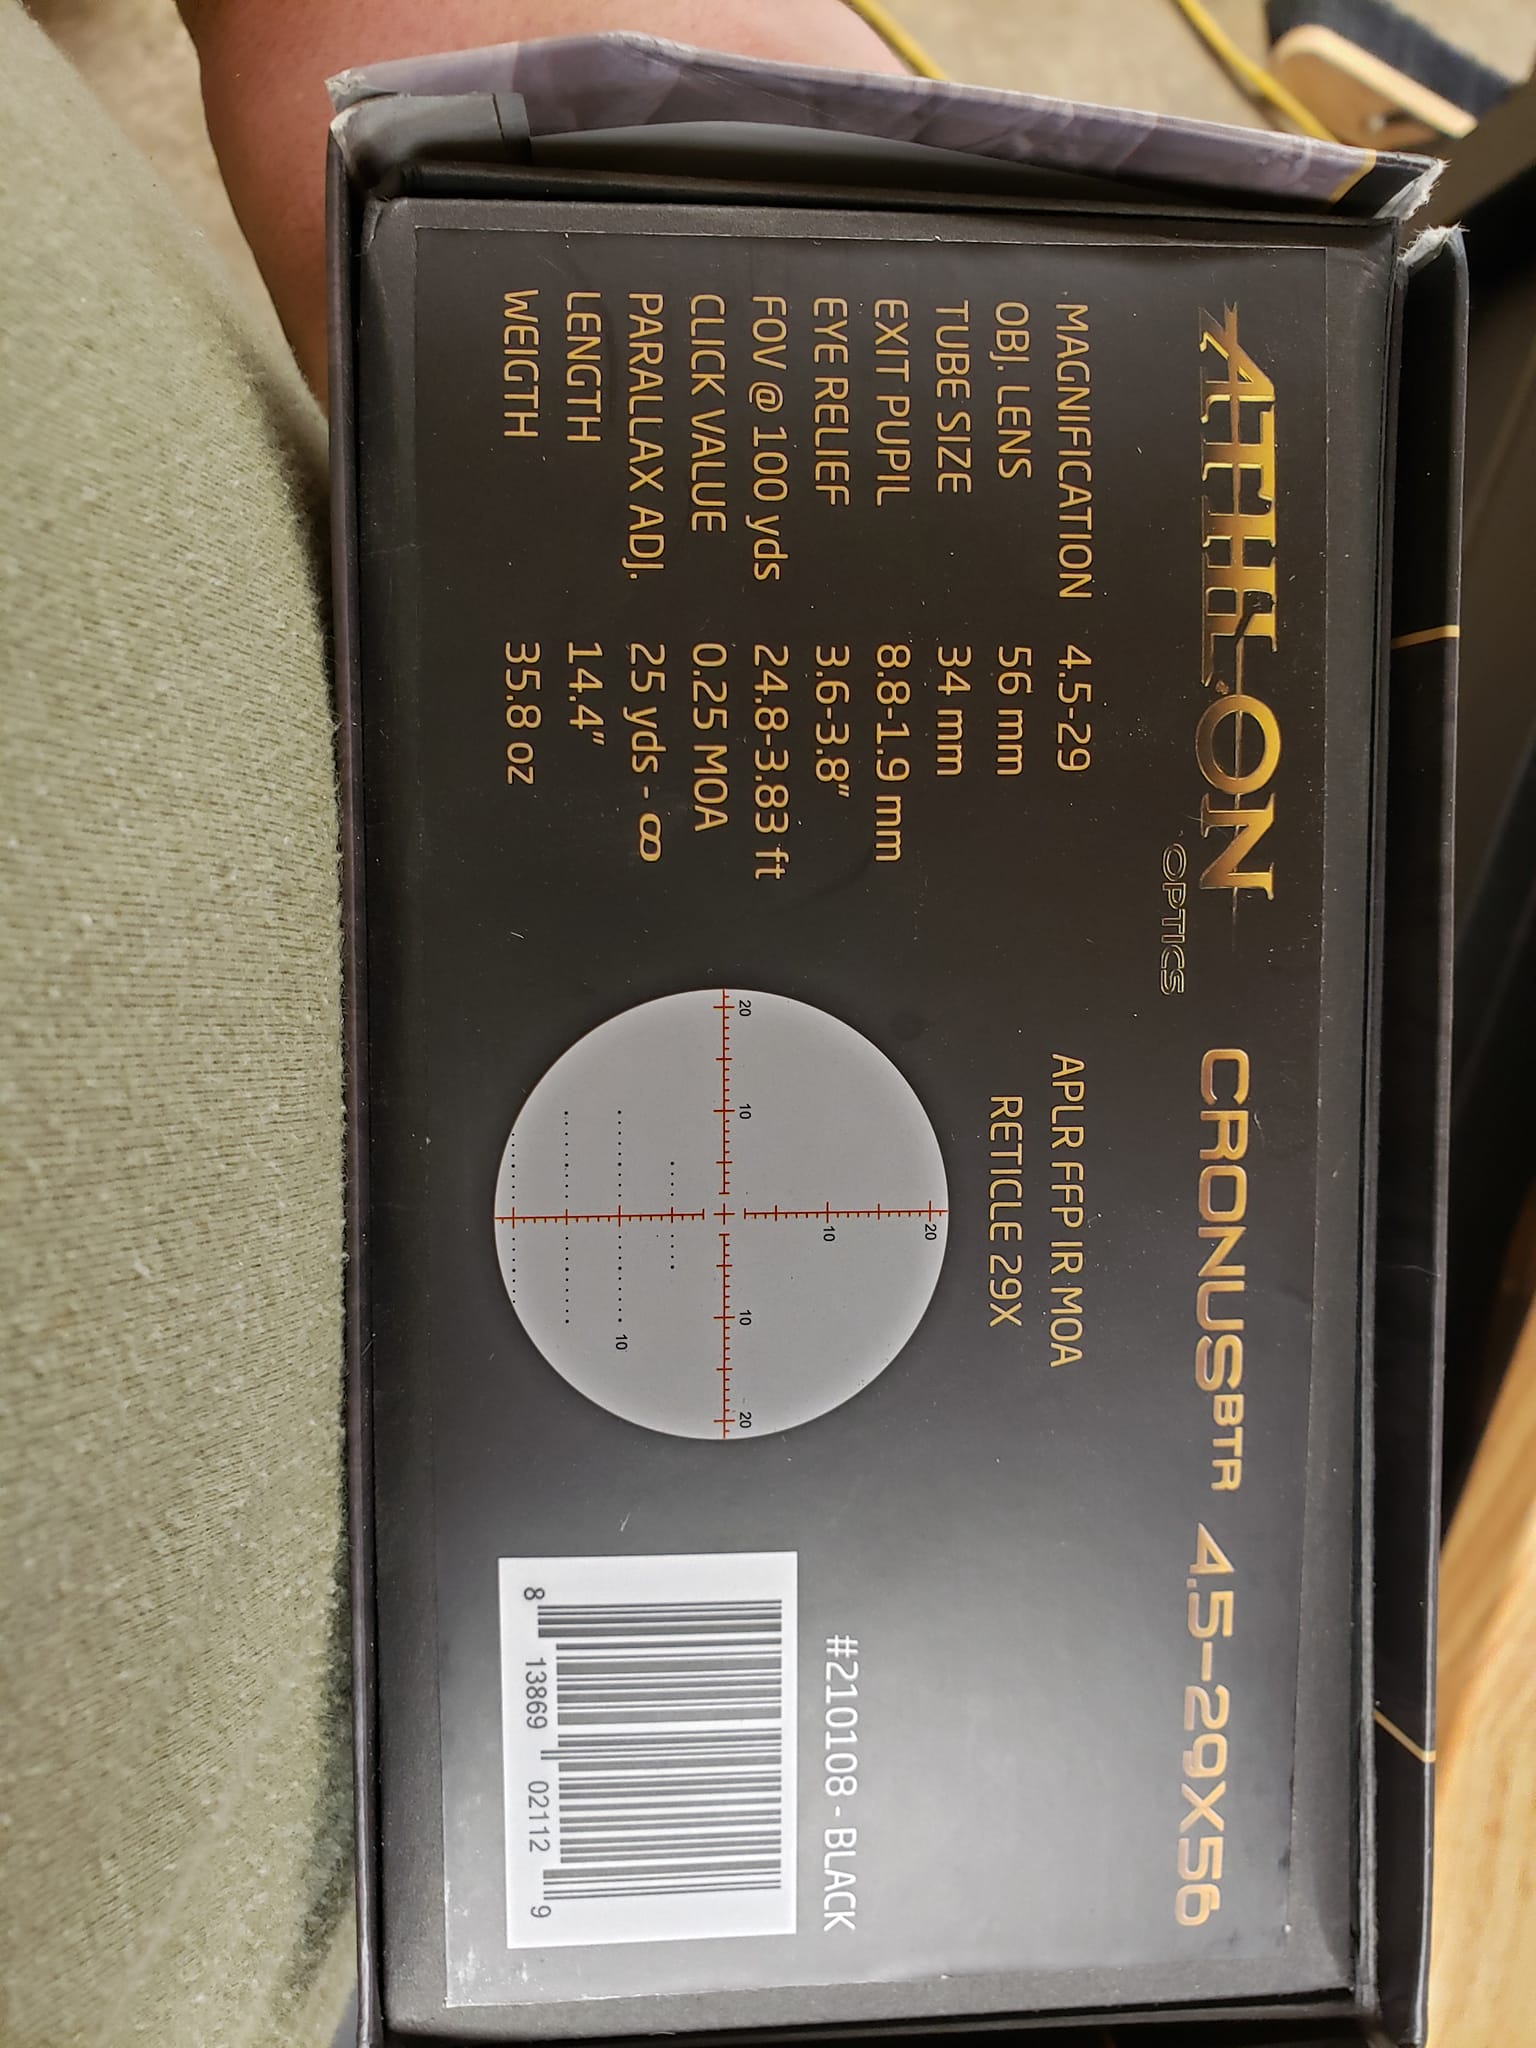 ATHLON
OPTICS
CRONUSBTR 4.5-29X56
MAGNIFICATION 4.5-29
OBJ. LENS 56 mm
TUBE SIZE 34 mm
EXIT PUPIL 8.8-1.9 mm
EYE RELIEF 3.6-3.8"
FOV @ 100 yds 24.8-3.83 ft
CLICK VALUE 0.25 MOA
PARALLAX ADJ. 25 yds - ∞
LENGTH 14.4"
WEIGTH 35.8 oz
APLR FFP IR MOA
RETICLE 29X
20
10
20 10 10 20
10
#210108 - BLACK
8 13869 02112 9